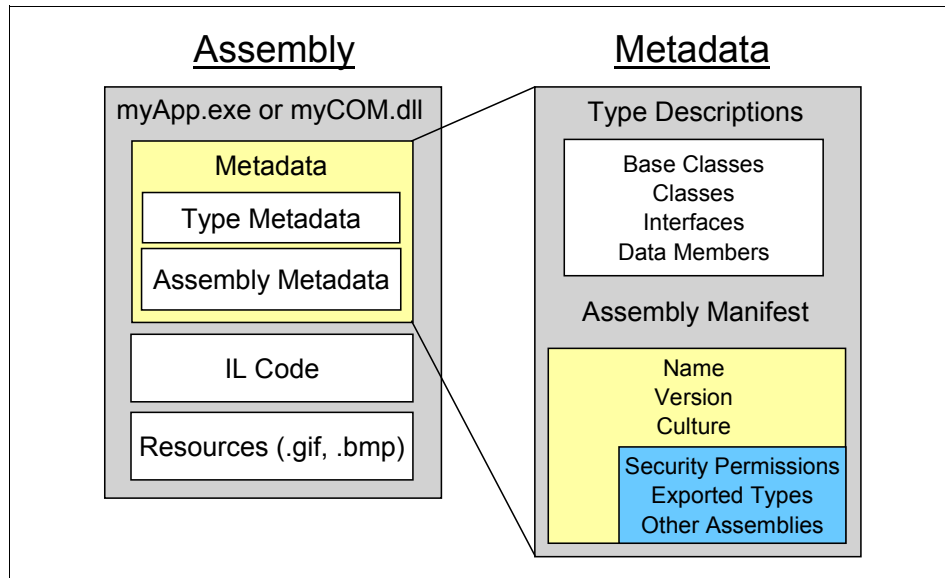 Assembly
myApp.exe or myCOM.dll
Metadata
Type Metadata
Assembly Metadata
IL Code
Resources (.gif, .bmp)
Metadata
Type Descriptions
Base Classes
Classes
Interfaces
Data Members
Assembly Manifest
Name
Version
Culture
Security Permissions
Exported Types
Other Assemblies